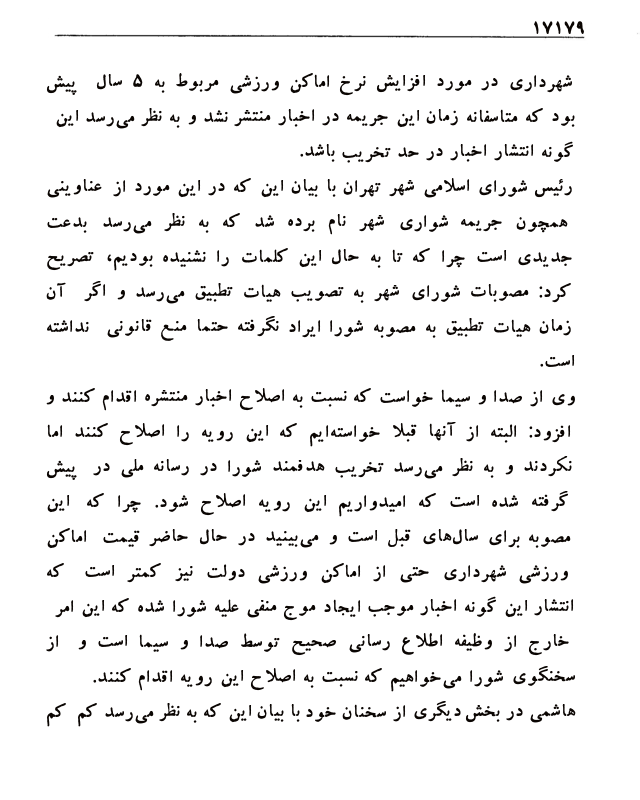 ۱۷۱۷۹
شهرداری در مورد افزایش نرخ اماکن ورزشی مربوط به ۵ سال پیش
بود که متاسفانه زمان این جریمه در اخبار منتشر نشد و به نظر می‌رسد این
گونه انتشار اخبار در حد تخریب باشد.
رئیس شورای اسلامی شهر تهران با بیان این که در این مورد از عناوینی
همچون جریمه شواری شهر نام برده شد که به نظر می‌رسد بدعت
جدیدی است چرا که تا به حال این کلمات را نشنیده بودیم، تصریح
کرد: مصوبات شورای شهر به تصویب هیات تطبیق می‌رسد و اگر آن
زمان هیات تطبیق به مصوبه شورا ایراد نگرفته حتما منع قانونی نداشته
است.
وی از صدا و سیما خواست که نسبت به اصلاح اخبار منتشره اقدام کنند و
افزود: البته از آنها قبلا خواسته‌ایم که این رویه را اصلاح کنند اما
نکردند و به نظر می‌رسد تخریب هدفمند شورا در رسانه ملی در پیش
گرفته شده است که امیدواریم این رویه اصلاح شود. چرا که این
مصوبه برای سال‌های قبل است و می‌بینید در حال حاضر قیمت اماکن
ورزشی شهرداری حتی از اماکن ورزشی دولت نیز کمتر است که
انتشار این گونه اخبار موجب ایجاد موج منفی علیه شورا شده که این امر
خارج از وظیفه اطلاع رسانی صحیح توسط صدا و سیما است و از
سخنگوی شورا می‌خواهیم که نسبت به اصلاح این رویه اقدام کنند.
هاشمی در بخش دیگری از سخنان خود با بیان این که به نظر می‌رسد کم کم